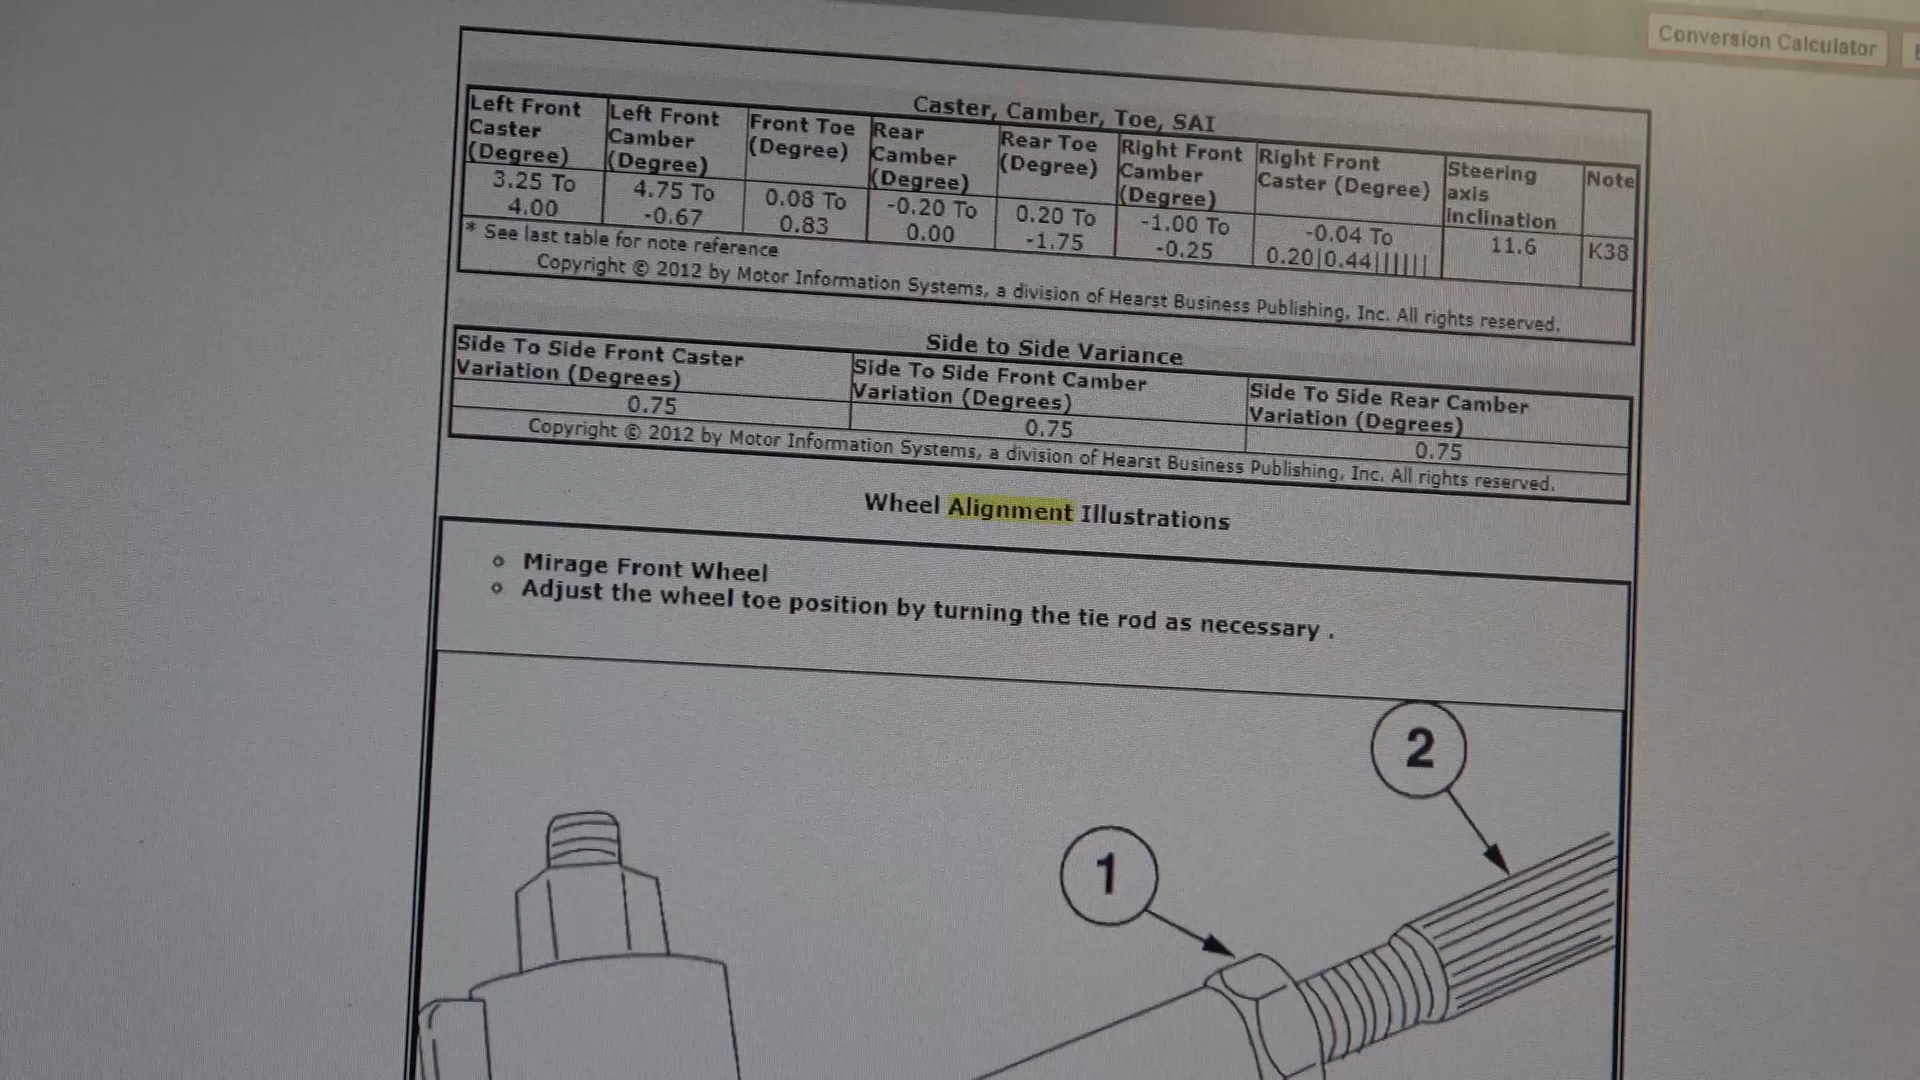 Conversion Calculator
Caster, Camber, Toe, SAI
Left Front
Caster
(Degree)
Left Front
Camber
(Degree)
Front Toe
(Degree)
Rear
Camber
(Degree)
Rear Toe
(Degree)
Right Front
Camber
(Degree)
Right Front
Caster (Degree)
Steering
axis
inclination
Note
3.25 To
4.00
4.75 To
-0.67
0.08 To
0.83
-0.20 To
0.00
0.20 To
-1.75
-1.00 To
-0.25
-0.04 To
0.20|0.44||||||
11.6
K38
* See last table for note reference
Copyright © 2012 by Motor Information Systems, a division of Hearst Business Publishing, Inc. All rights reserved.
Side to Side Variance
Side To Side Front Caster
Variation (Degrees)
Side To Side Front Camber
Variation (Degrees)
Side To Side Rear Camber
Variation (Degrees)
0.75
0.75
0.75
Copyright © 2012 by Motor Information Systems, a division of Hearst Business Publishing, Inc. All rights reserved.
Wheel Alignment Illustrations
Mirage Front Wheel
Adjust the wheel toe position by turning the tie rod as necessary .
2
1